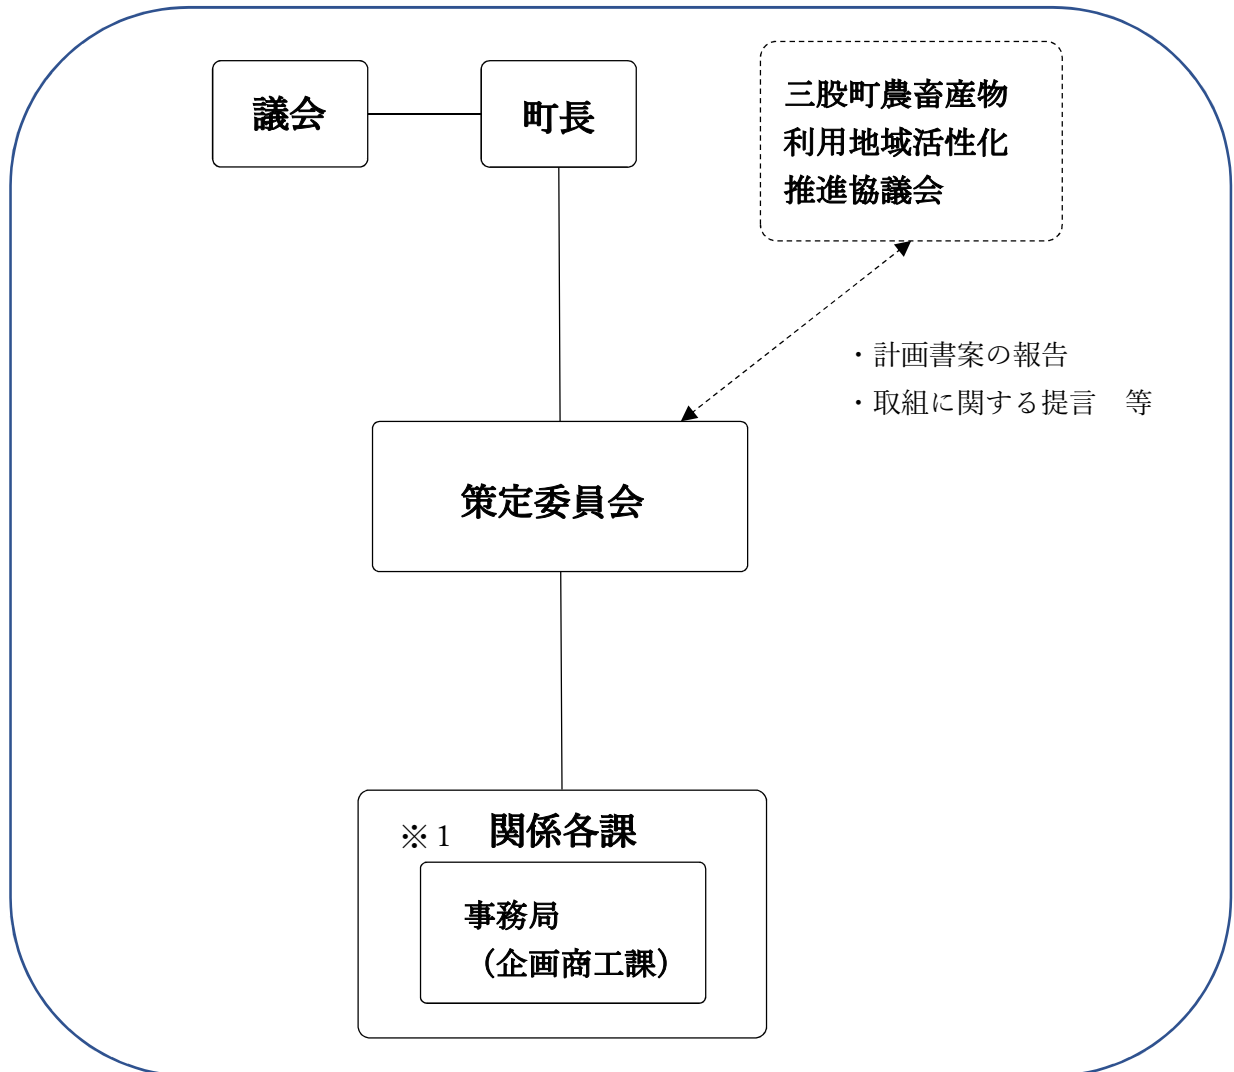 議会
町長
三股町農畜産物
利用地域活性化
推進協議会
・計画書案の報告
・取組に関する提言　等
策定委員会
※１　関係各課
事務局
（企画商工課）